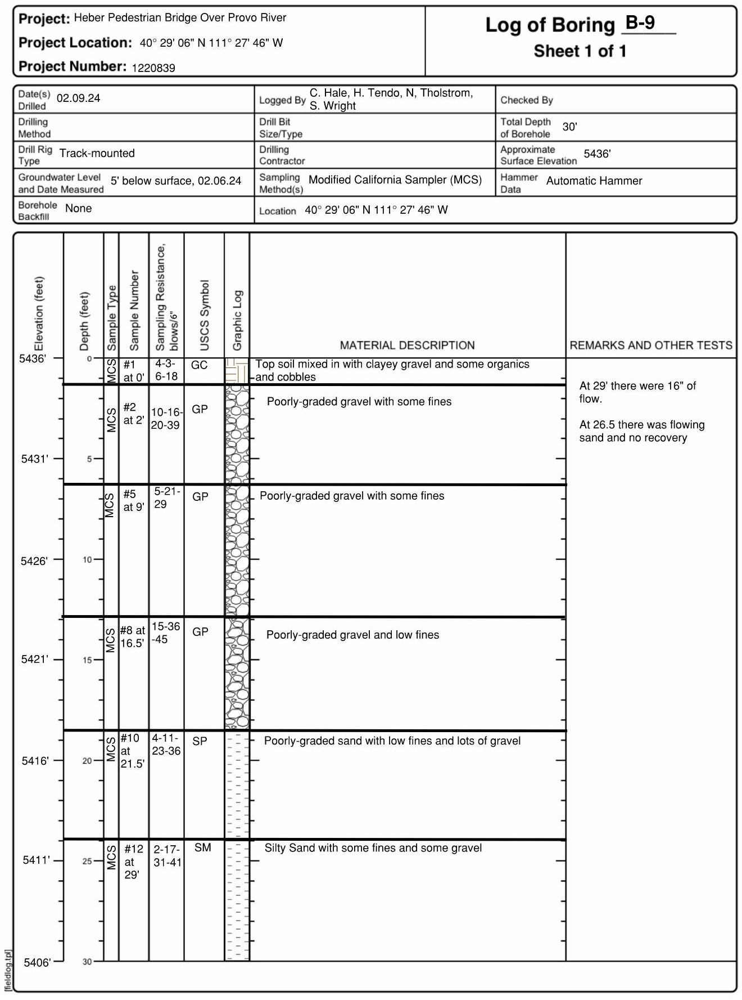 Project: Heber Pedestrian Bridge Over Provo River
Project Location: 40° 29' 06" N 111° 27' 46" W
Project Number: 1220839
Log of Boring B-9
Sheet 1 of 1
Date(s)
Drilled 02.09.24
Logged By C. Hale, H. Tendo, N, Tholstrom,
S. Wright
Checked By
Drilling
Method
Drill Bit
Size/Type
Total Depth
of Borehole 30'
Drill Rig
Type Track-mounted
Drilling
Contractor
Approximate
Surface Elevation 5436'
Groundwater Level
and Date Measured 5' below surface, 02.06.24
Sampling
Method(s) Modified California Sampler (MCS)
Hammer
Data Automatic Hammer
Borehole
Backfill None
Location 40° 29' 06" N 111° 27' 46" W
Elevation (feet)
Depth (feet)
Sample Type
Sample Number
Sampling Resistance,
blows/6"
USCS Symbol
Graphic Log
MATERIAL DESCRIPTION
REMARKS AND OTHER TESTS
5436'
0
MCS
#1
at 0'
4-3-
6-18
GC
Top soil mixed in with clayey gravel and some organics
and cobbles
At 29' there were 16" of
flow.
At 26.5 there was flowing
sand and no recovery
MCS
#2
at 2'
10-16-
20-39
GP
Poorly-graded gravel with some fines
5431'
5
MCS
#5
at 9'
5-21-
29
GP
Poorly-graded gravel with some fines
5426'
10
MCS
#8 at
16.5'
15-36
-45
GP
Poorly-graded gravel and low fines
5421'
15
MCS
#10
at
21.5'
4-11-
23-36
SP
Poorly-graded sand with low fines and lots of gravel
5416'
20
MCS
#12
at
29'
2-17-
31-41
SM
Silty Sand with some fines and some gravel
5411'
25
5406'
30
[fieldlog.tpl]